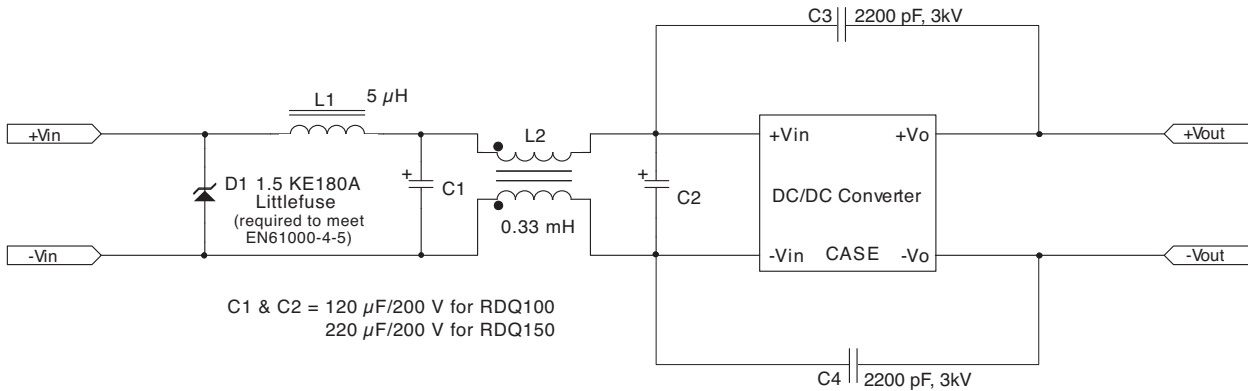 C3 2200 pF, 3kV
L1 5 µH
+Vin
L2
+Vin +Vo
+Vout
D1 1.5 KE180A
Littlefuse
(required to meet
EN61000-4-5)
+ C1
+ C2
DC/DC Converter
0.33 mH
-Vin
-Vin CASE -Vo
-Vout
C1 & C2 = 120 µF/200 V for RDQ100
220 µF/200 V for RDQ150
C4 2200 pF, 3kV